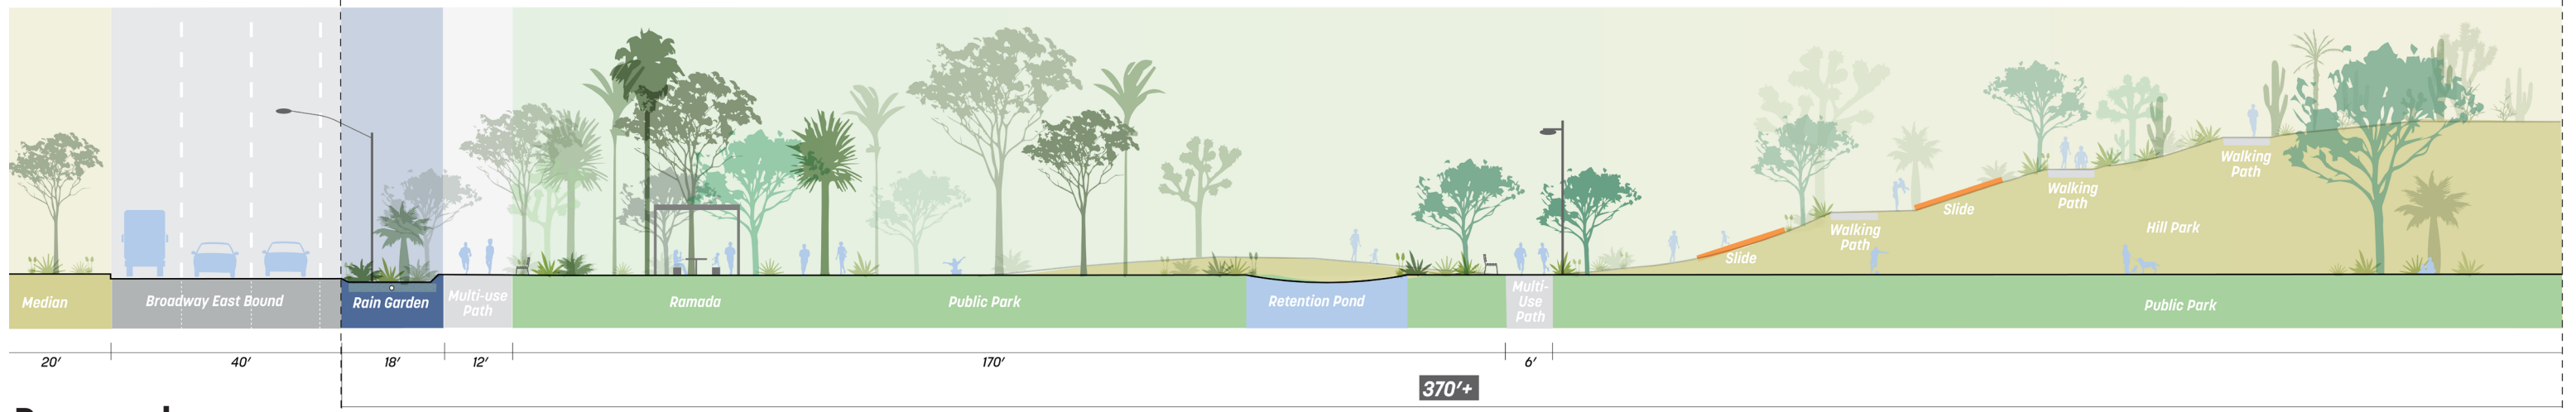 Walking
Path
Walking
Path
Slide
Walking
Path
Slide
Hill Park
Median
Broadway East Bound
Rain Garden
Multi-use
Path
Ramada
Public Park
Retention Pond
Multi-
Use
Path
Public Park
20'
40'
18'
12'
170'
6'
370'+